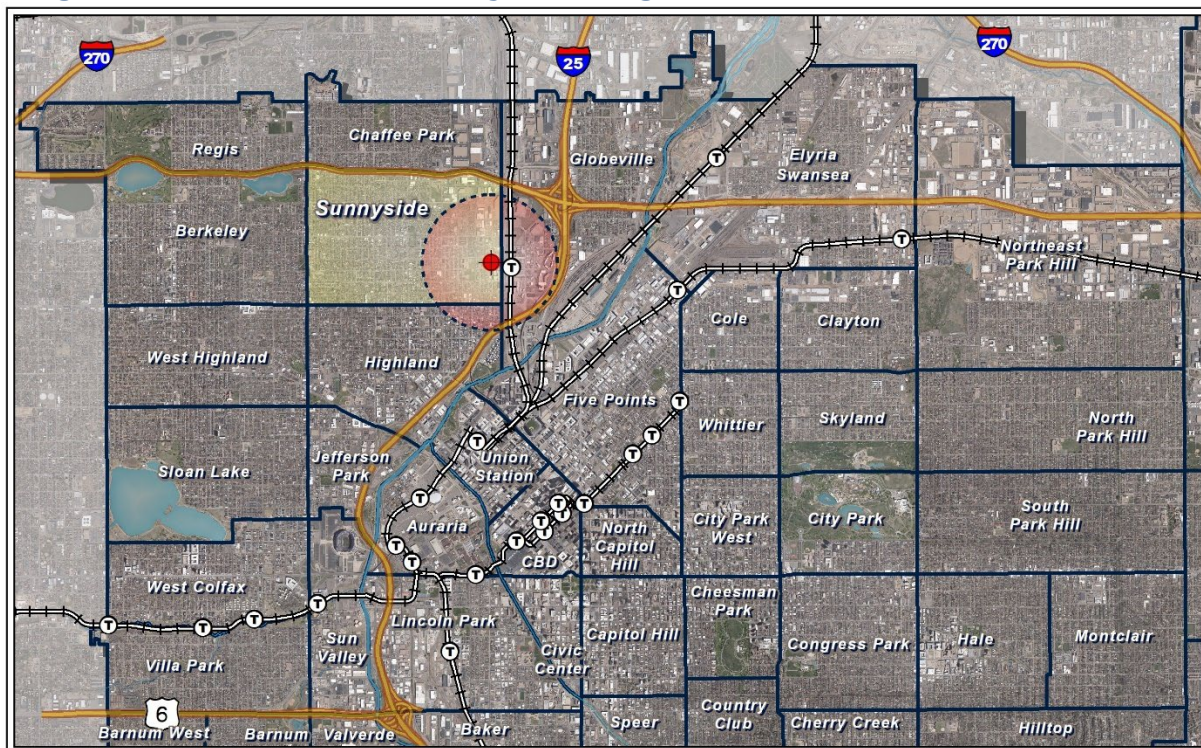 270
25
270
Chaffee Park
Regis
Globeville
Elyria
Swansea
Sunnyside
Berkeley
T
T
T
Northeast
Park Hill
T
Cole
Clayton
West Highland
Highland
Five Points
T
Whittier
Skyland
North
Park Hill
T
T
T
Union
Station
Sloan Lake
Jefferson
Park
T
T
T
T
T
T
T
South
Park Hill
City Park
West
City Park
Auraria
North
Capitol
Hill
T
T
T
CBD
T
West Colfax
Cheesman
Park
T
T
T
T
Lincoln Park
Capitol Hill
Congress Park
Hale
Montclair
Sun
Valley
Villa Park
T
Civic
Center
6
Country
Club
Barnum West
Barnum
Valverde
Baker
Speer
Cherry Creek
Hilltop